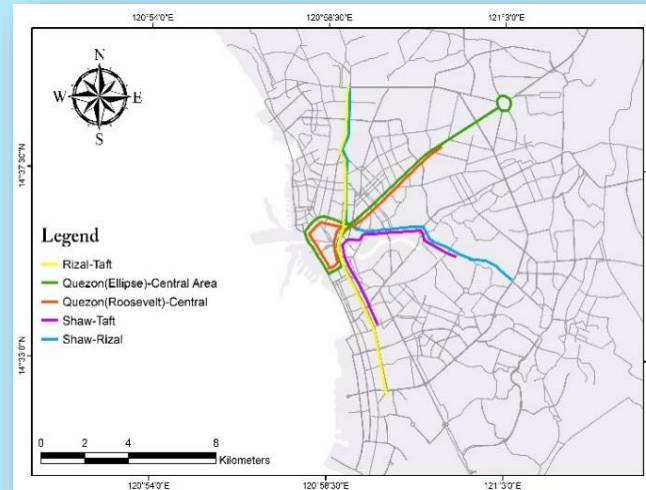 120°54'0"E 120°58'30"E 121°3'0"E
N
W E
S
14°37'30"N
Legend
Rizal-Taft
Quezon(Ellipse)-Central Area
Quezon(Roosevelt)-Central
Shaw-Taft
Shaw-Rizal
14°33'0"N
0 2 4 8
Kilometers
120°54'0"E 120°58'30"E 121°3'0"E